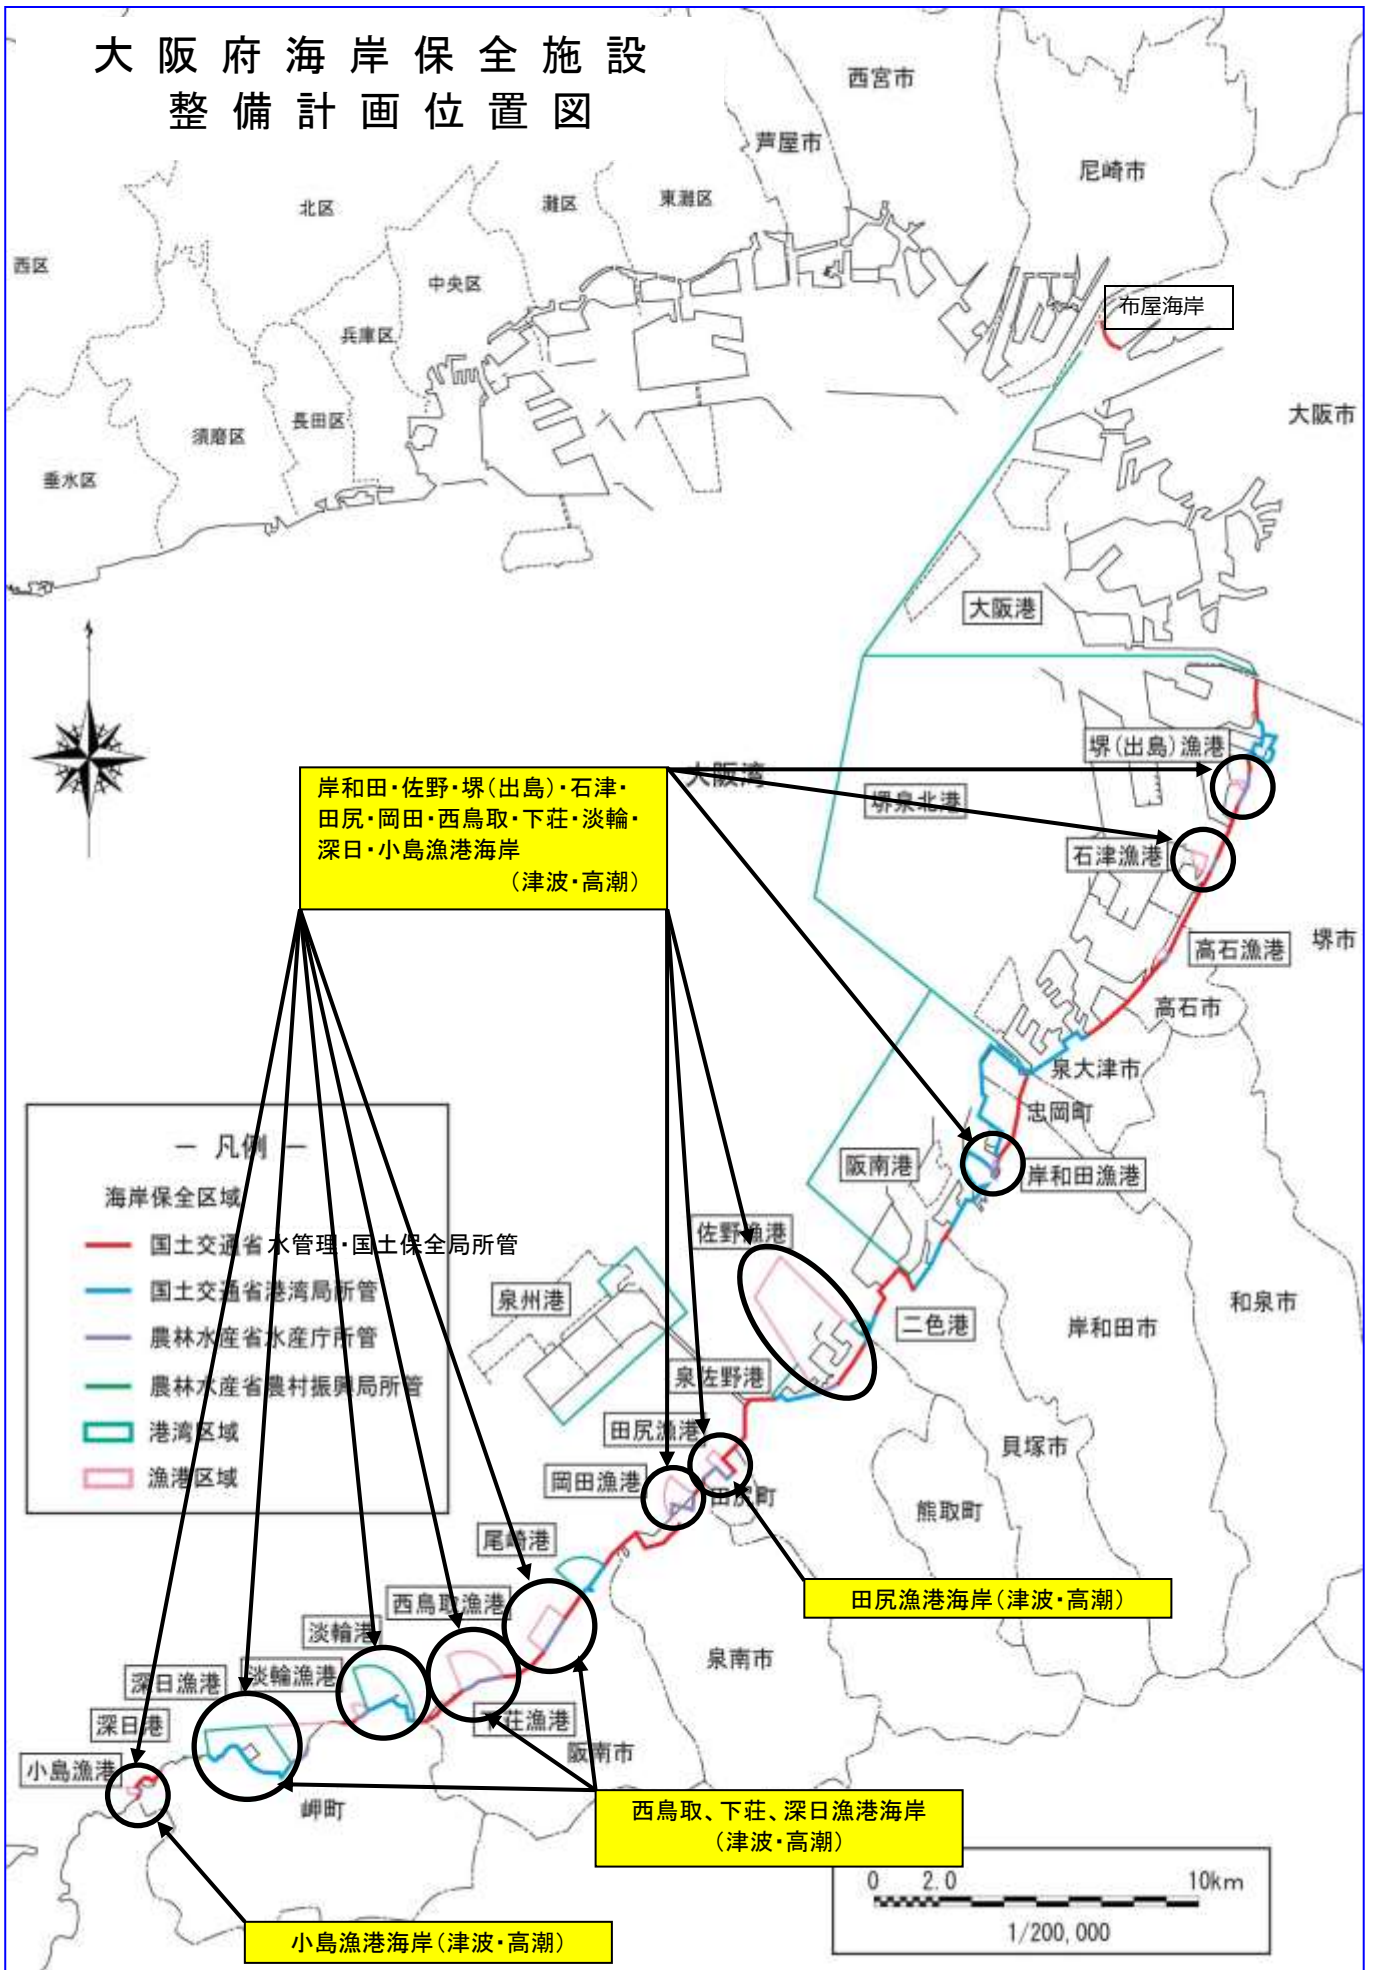 大阪府海岸保全施設
整備計画位置図
西宮市
芦屋市
尼崎市
北区
灘区
東灘区
西区
中央区
布屋海岸
兵庫区
大阪市
長田区
須磨区
垂水区
大阪港
堺(出島)漁港
大阪湾
岸和田・佐野・堺(出島)・石津・
田尻・岡田・西鳥取・下荘・淡輪・
深日・小島漁港海岸
(津波・高潮)
堺泉北港
石津漁港
堺市
高石漁港
高石市
泉大津市
忠岡町
阪南港
岸和田漁港
― 凡例 ―
海岸保全区域
国土交通省水管理・国土保全局所管
国土交通省港湾局所管
農林水産省水産庁所管
農林水産省農村振興局所管
港湾区域
漁港区域
佐野漁港
泉州港
和泉市
二色港
岸和田市
泉佐野港
田尻漁港
貝塚市
岡田漁港
田尻町
熊取町
尾崎港
田尻漁港海岸(津波・高潮)
西鳥取漁港
淡輪港
泉南市
淡輪漁港
深日漁港
下荘漁港
深日港
阪南市
小島漁港
岬町
西鳥取、下荘、深日漁港海岸
(津波・高潮)
0 2.0 10km
1/200,000
小島漁港海岸(津波・高潮)